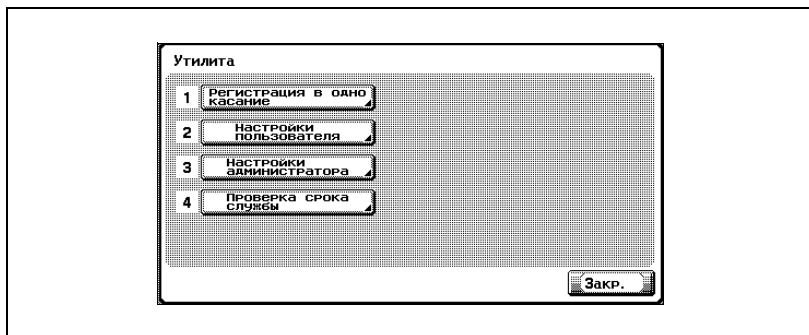 Утилита
1 Регистрация в одно
касание
2 Настройки
пользователя
3 Настройки
администратора
4 Проверка срока
службы
Закр.